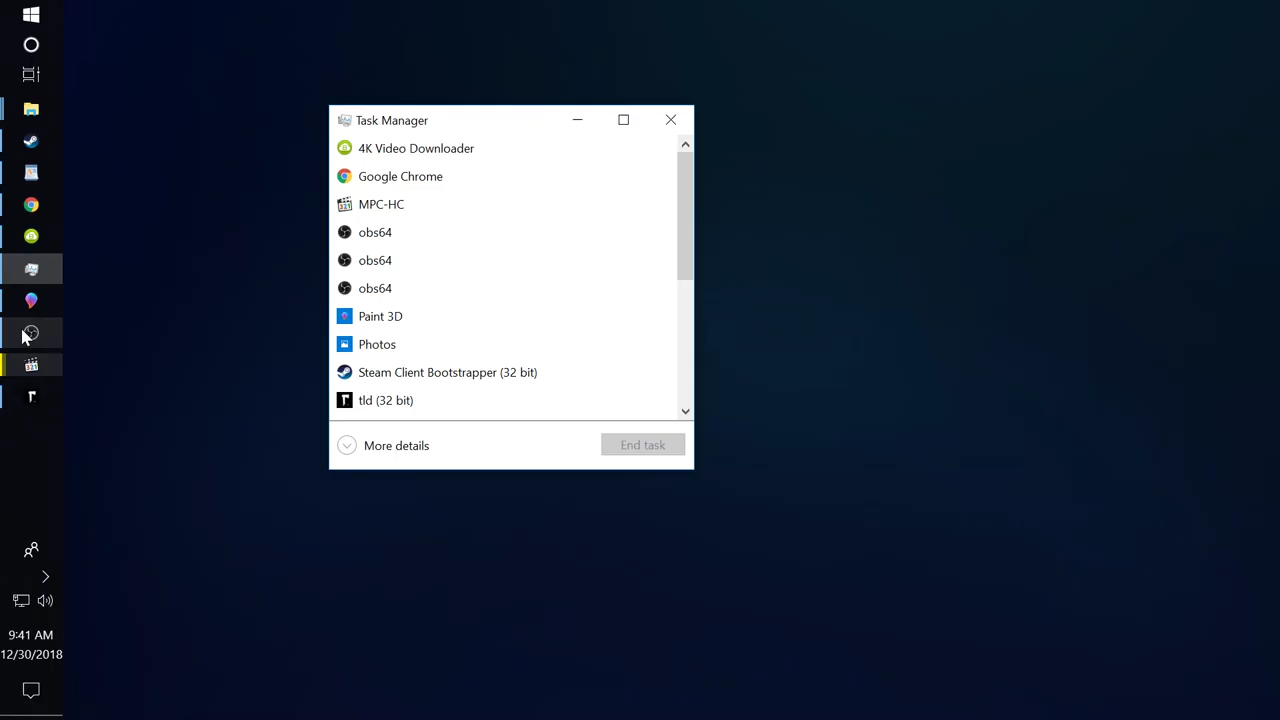 Task Manager
4K Video Downloader
Google Chrome
MPC-HC
obs64
obs64
obs64
Paint 3D
Photos
Steam Client Bootstrapper (32 bit)
tld (32 bit)
More details
End task
9:41 AM
12/30/2018